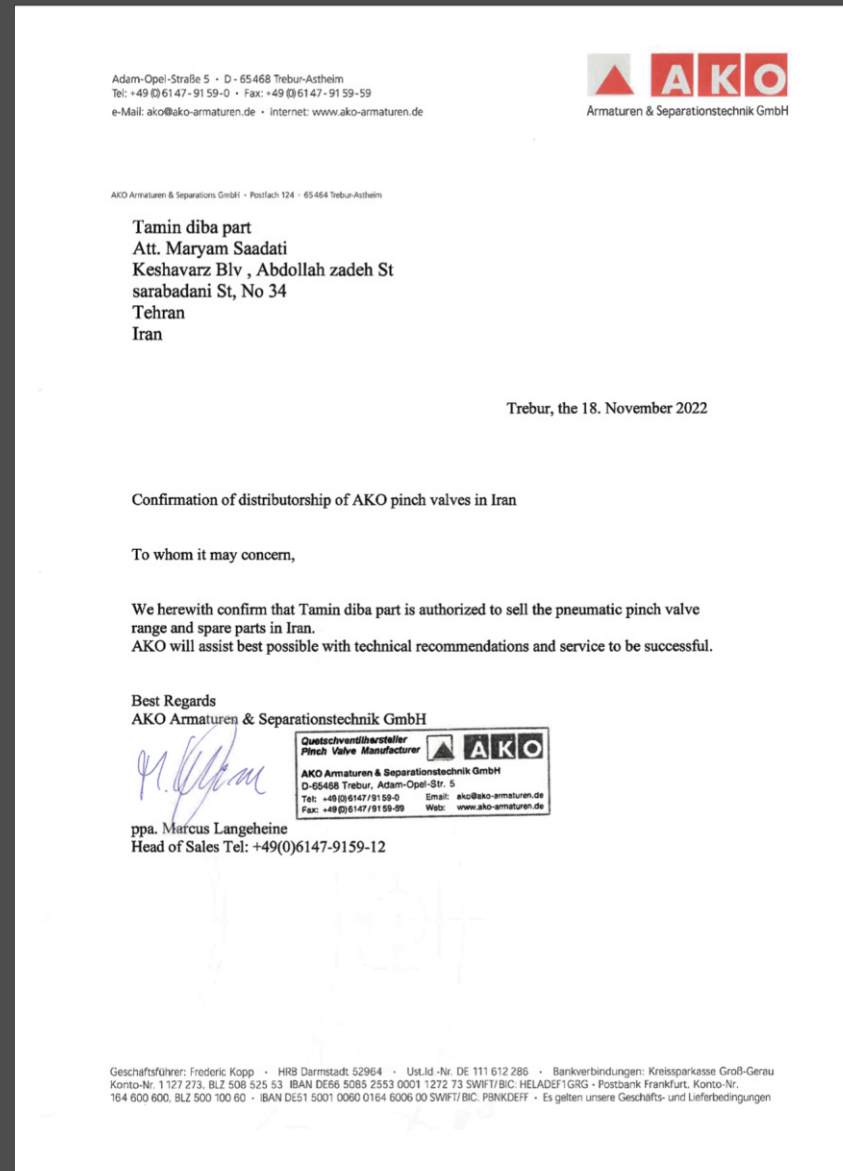 Adam-Opel-Straße 5 · D - 65468 Trebur-Astheim
Tel: +49 (0) 61 47 - 91 59-0 · Fax: +49 (0) 61 47 - 91 59-59
e-Mail: ako@ako-armaturen.de · internet: www.ako-armaturen.de
AKO
Armaturen & Separationstechnik GmbH
AKO Armaturen & Separations GmbH · Postfach 124 · 65464 Trebur-Astheim
Tamin diba part
Att. Maryam Saadati
Keshavarz Blv , Abdollah zadeh St
sarabadani St, No 34
Tehran
Iran
Trebur, the 18. November 2022
Confirmation of distributorship of AKO pinch valves in Iran
To whom it may concern,
We herewith confirm that Tamin diba part is authorized to sell the pneumatic pinch valve
range and spare parts in Iran.
AKO will assist best possible with technical recommendations and service to be successful.
Best Regards
AKO Armaturen & Separationstechnik GmbH
Quetschventilhersteller
Pinch Valve Manufacturer
AKO
AKO Armaturen & Separationstechnik GmbH
D-65468 Trebur, Adam-Opel-Str. 5
Tel: +49(0)6147/9159-0 Email: ako@ako-armaturen.de
Fax: +49(0)6147/9159-59 Web: www.ako-armaturen.de
ppa. Marcus Langeheine
Head of Sales Tel: +49(0)6147-9159-12
Geschäftsführer: Frederic Kopp · HRB Darmstadt 52964 · Ust.Id.-Nr. DE 111 612 286 · Bankverbindungen: Kreissparkasse Groß-Gerau
Konto-Nr. 1 127 273, BLZ 508 525 53 IBAN DE66 5085 2553 0001 1272 73 SWIFT/BIC: HELADEF1GRG · Postbank Frankfurt, Konto-Nr.
164 600 600, BLZ 500 100 60 · IBAN DE51 5001 0060 0164 6006 00 SWIFT/BIC. PBNKDEFF · Es gelten unsere Geschäfts- und Lieferbedingungen